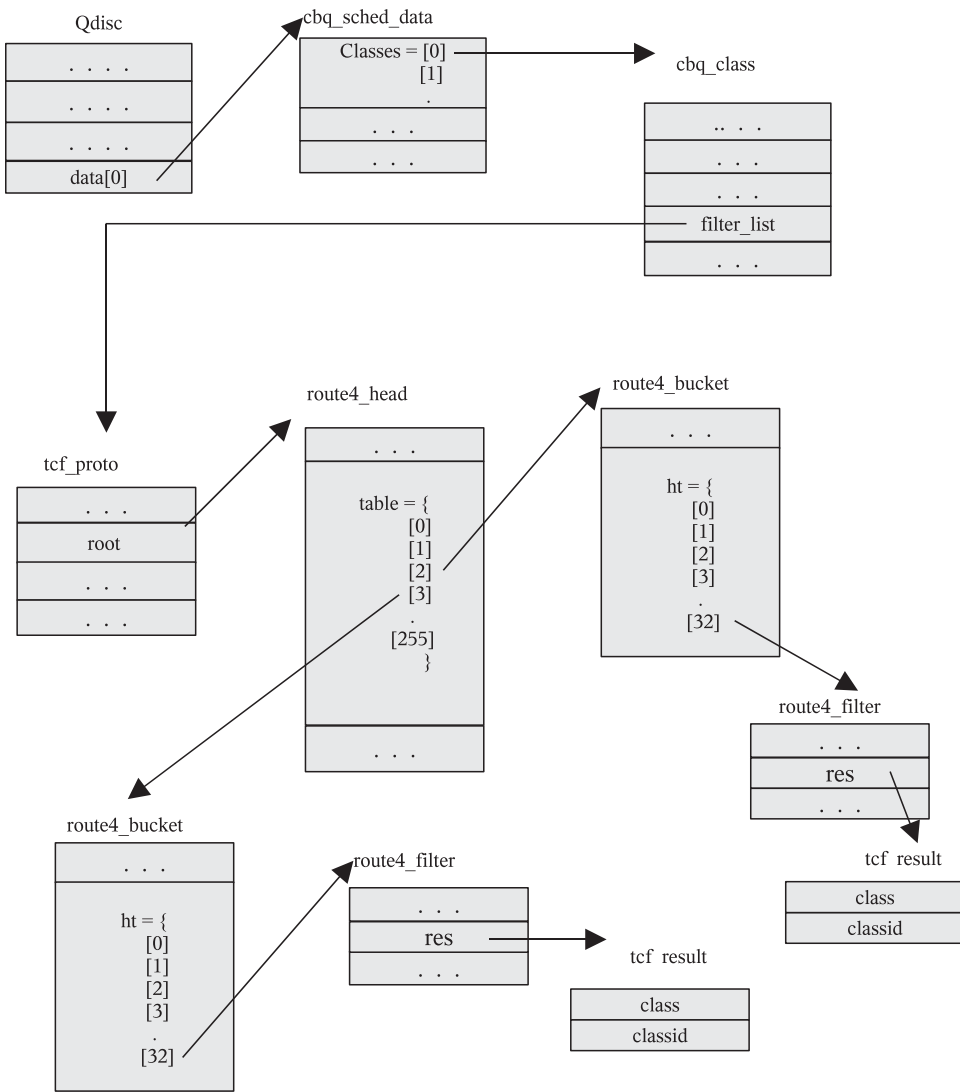 Qdisc
. . . .
. . . .
. . . .
data[0]
cbq_sched_data
Classes = [0]
[1]
.
. . .
. . .
cbq_class
.. . .
. . .
. . .
filter_list
. . .
tcf_proto
. . .
root
. . .
. . .
route4_head
. . .
table = {
[0]
[1]
[2]
[3]
.
[255]
}
. . .
route4_bucket
. . .
ht = {
[0]
[1]
[2]
[3]
.
[32]
route4_filter
. . .
res
. . .
tcf_result
class
classid
route4_bucket
. . .
ht = {
[0]
[1]
[2]
[3]
.
[32]
route4_filter
. . .
res
. . .
tcf_result
class
classid